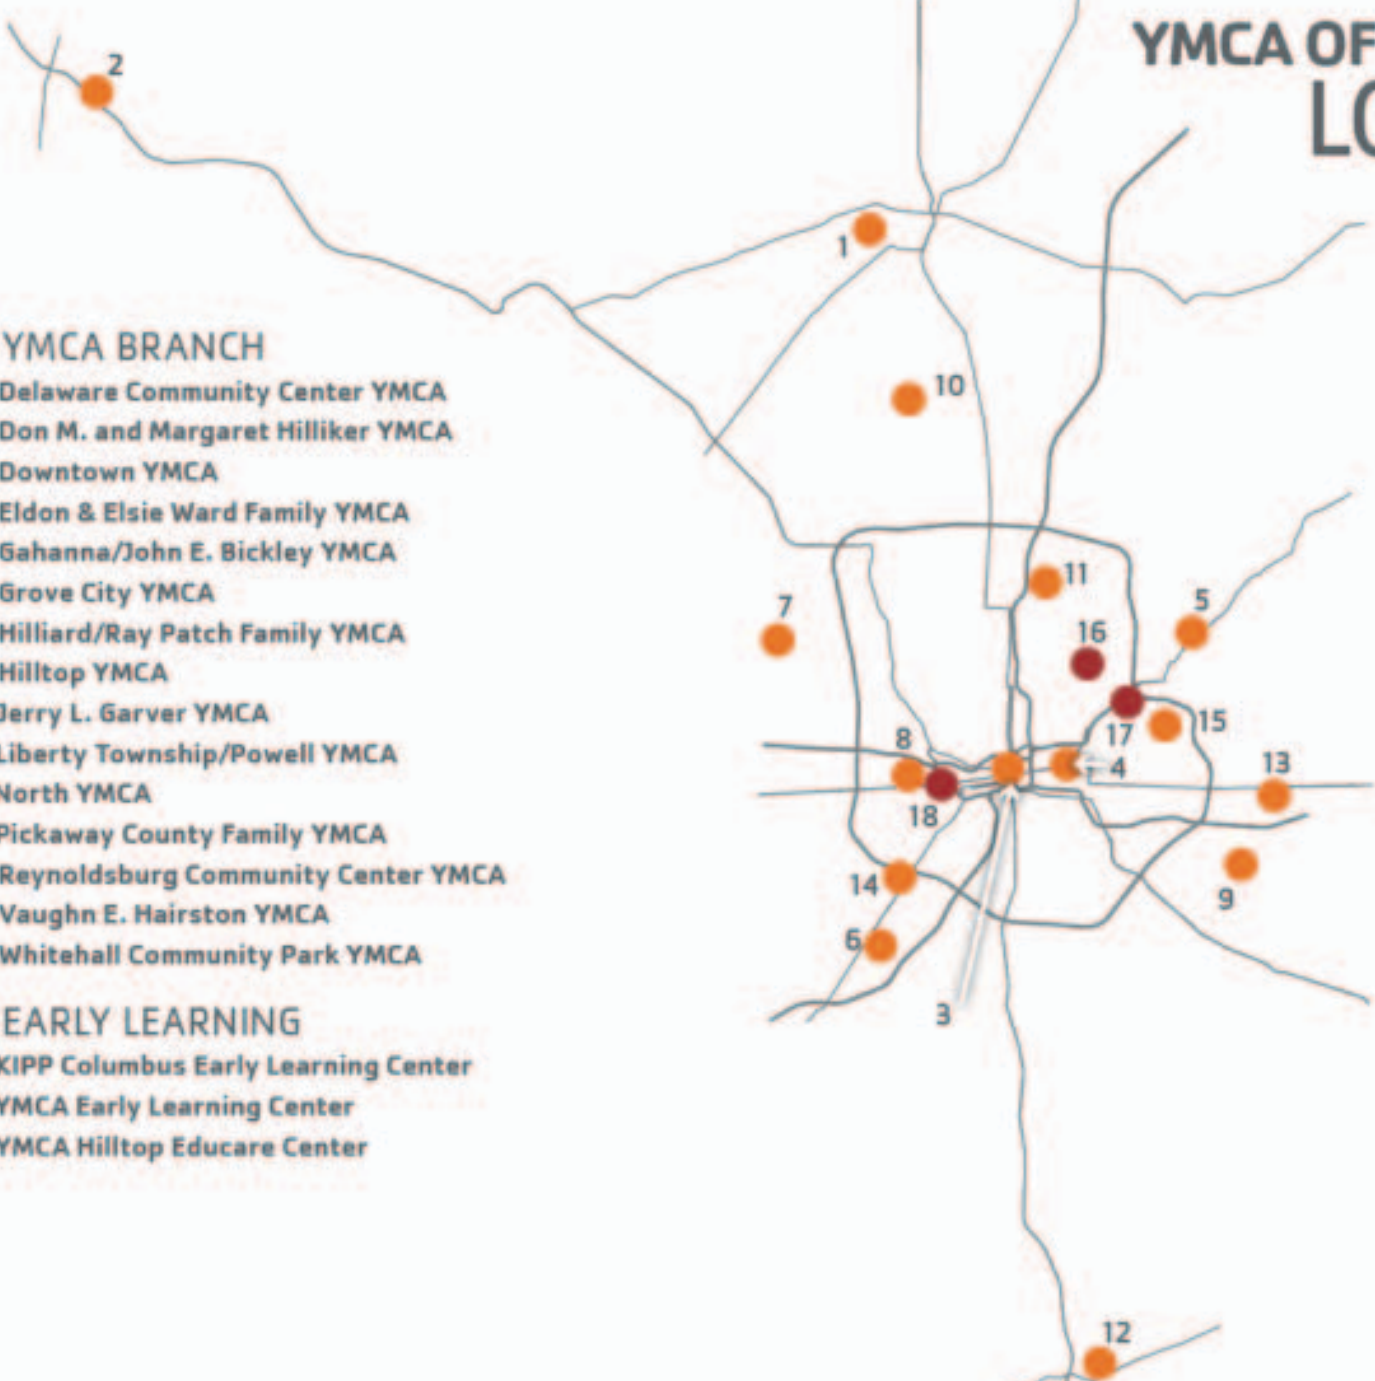 YMCA OF
LO
2
1
10
YMCA BRANCH
Delaware Community Center YMCA
Don M. and Margaret Hilliker YMCA
Downtown YMCA
Eldon & Elsie Ward Family YMCA
Gahanna/John E. Bickley YMCA
Grove City YMCA
Hilliard/Ray Patch Family YMCA
Hilltop YMCA
Jerry L. Garver YMCA
Liberty Township/Powell YMCA
North YMCA
Pickaway County Family YMCA
Reynoldsburg Community Center YMCA
Vaughn E. Hairston YMCA
Whitehall Community Park YMCA
EARLY LEARNING
KIPP Columbus Early Learning Center
YMCA Early Learning Center
YMCA Hilltop Educare Center
11
7
5
16
15
17
8
4
13
18
14
9
6
3
12